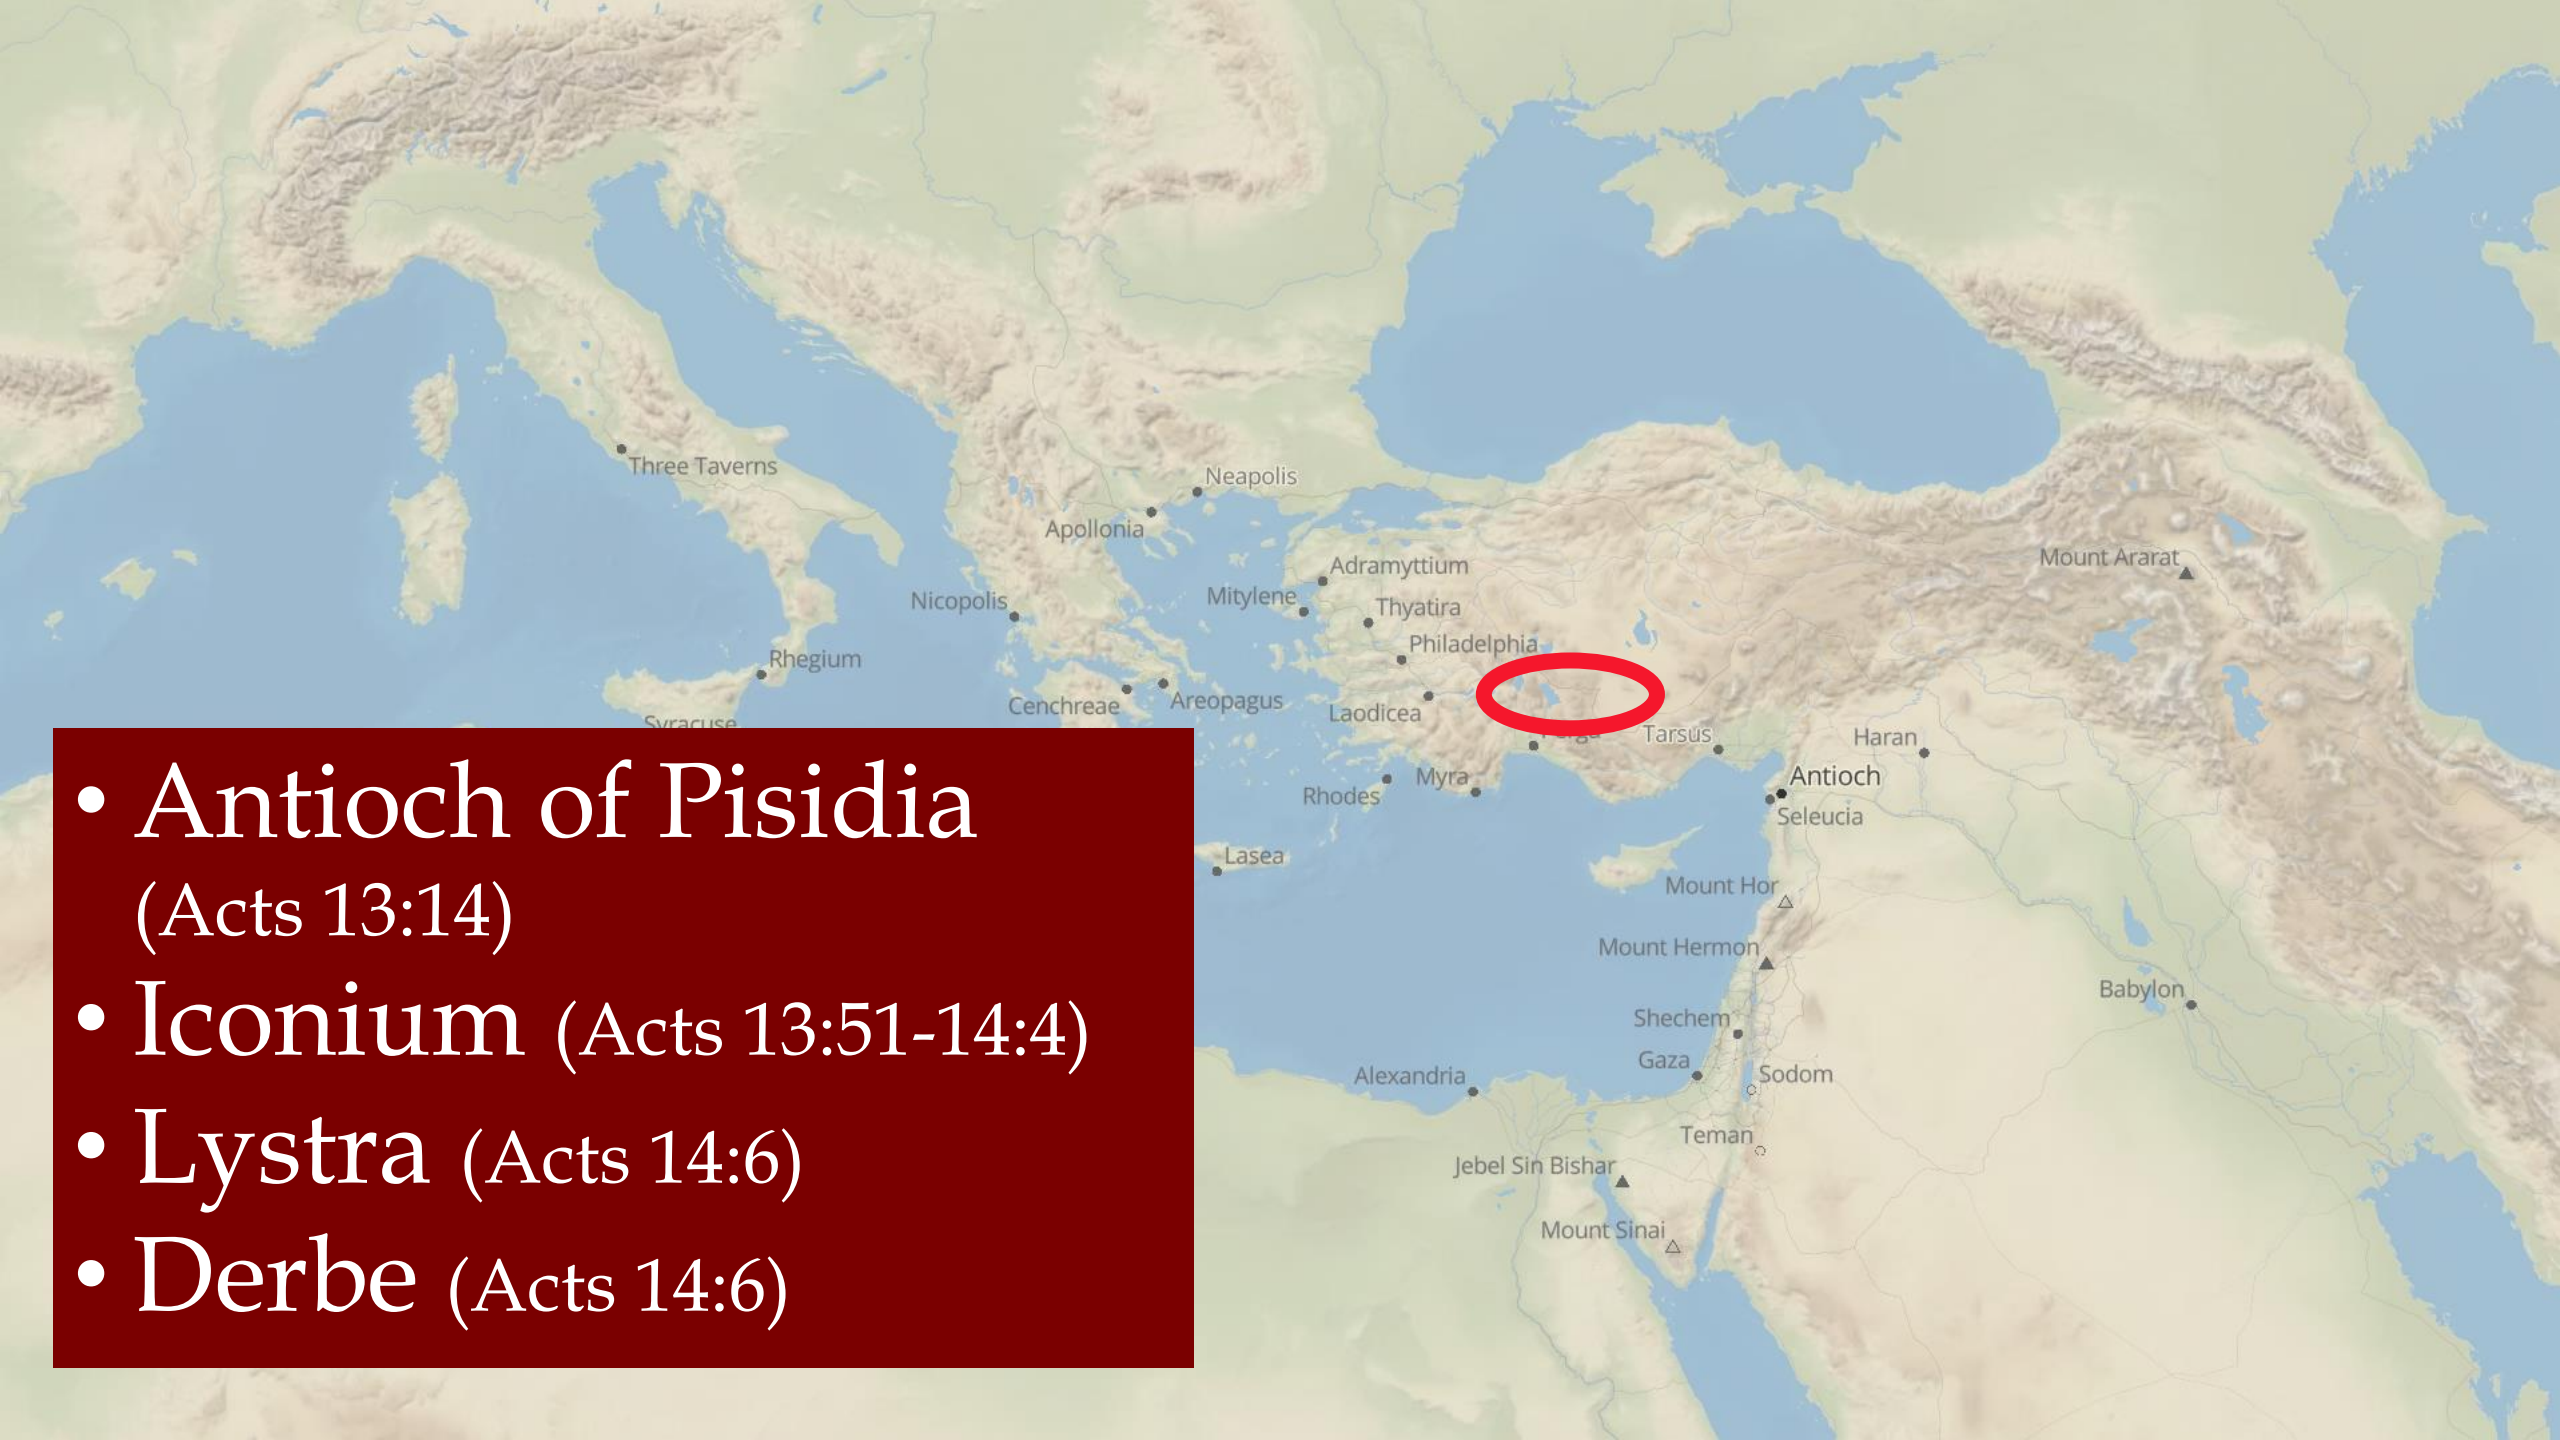 Three Taverns
Neapolis
Apollonia
Adramyttium
Mount Ararat
Mitylene
Thyatira
Nicopolis
Philadelphia
Rhegium
Cenchreae
Areopagus
Laodicea
Syracuse
Perga
Tarsus
Haran
Antioch
Myra
Rhodes
Seleucia
Lasea
Mount Hor
Mount Hermon
Babylon
Shechem
Gaza
Sodom
Alexandria
Teman
Jebel Sin Bishar
Mount Sinai
• Antioch of Pisidia
(Acts 13:14)
• Iconium (Acts 13:51-14:4)
• Lystra (Acts 14:6)
• Derbe (Acts 14:6)